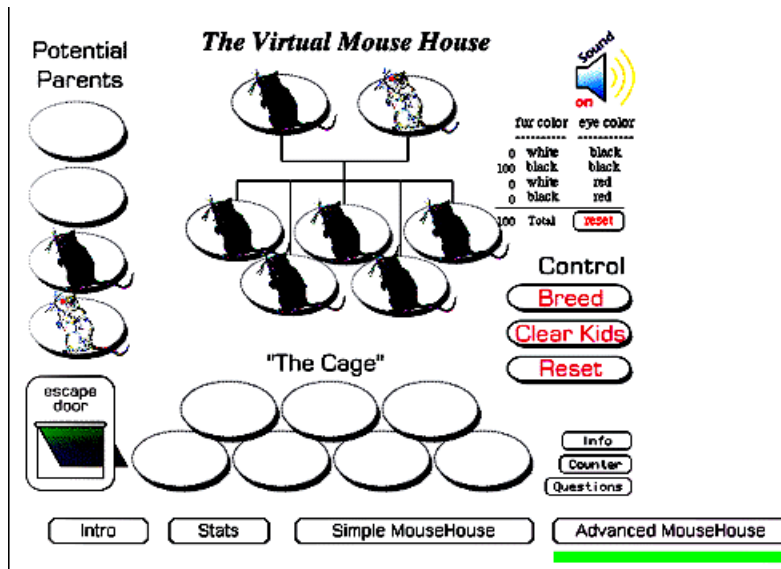 Potential
Parents
The Virtual Mouse House
Sound
on
fur color eye color
0 white black
100 black black
0 white red
0 black red
100 Total reset
Control
Breed
Clear Kids
Reset
"The Cage"
escape
door
Info
Counter
Questions
Intro
Stats
Simple MouseHouse
Advanced MouseHouse